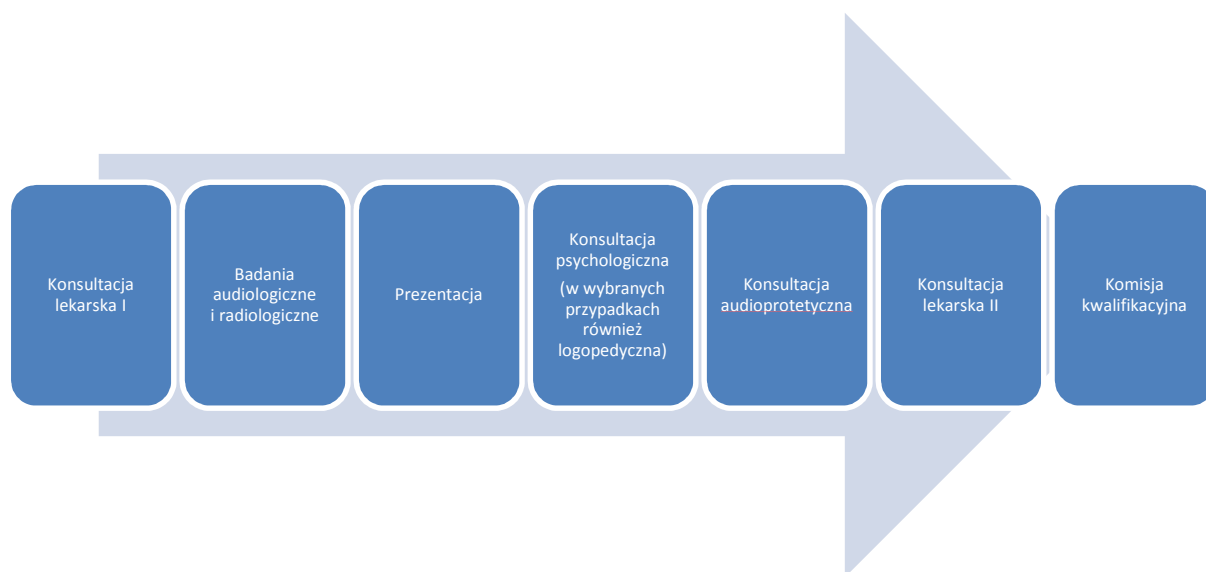 Konsultacja
lekarska I
Badania
audiologiczne
i radiologiczne
Prezentacja
Konsultacja
psychologiczna
(w wybranych
przypadkach
również
logopedyczna)
Konsultacja
audioprotetyczna
Konsultacja
lekarska II
Komisja
kwalifikacyjna